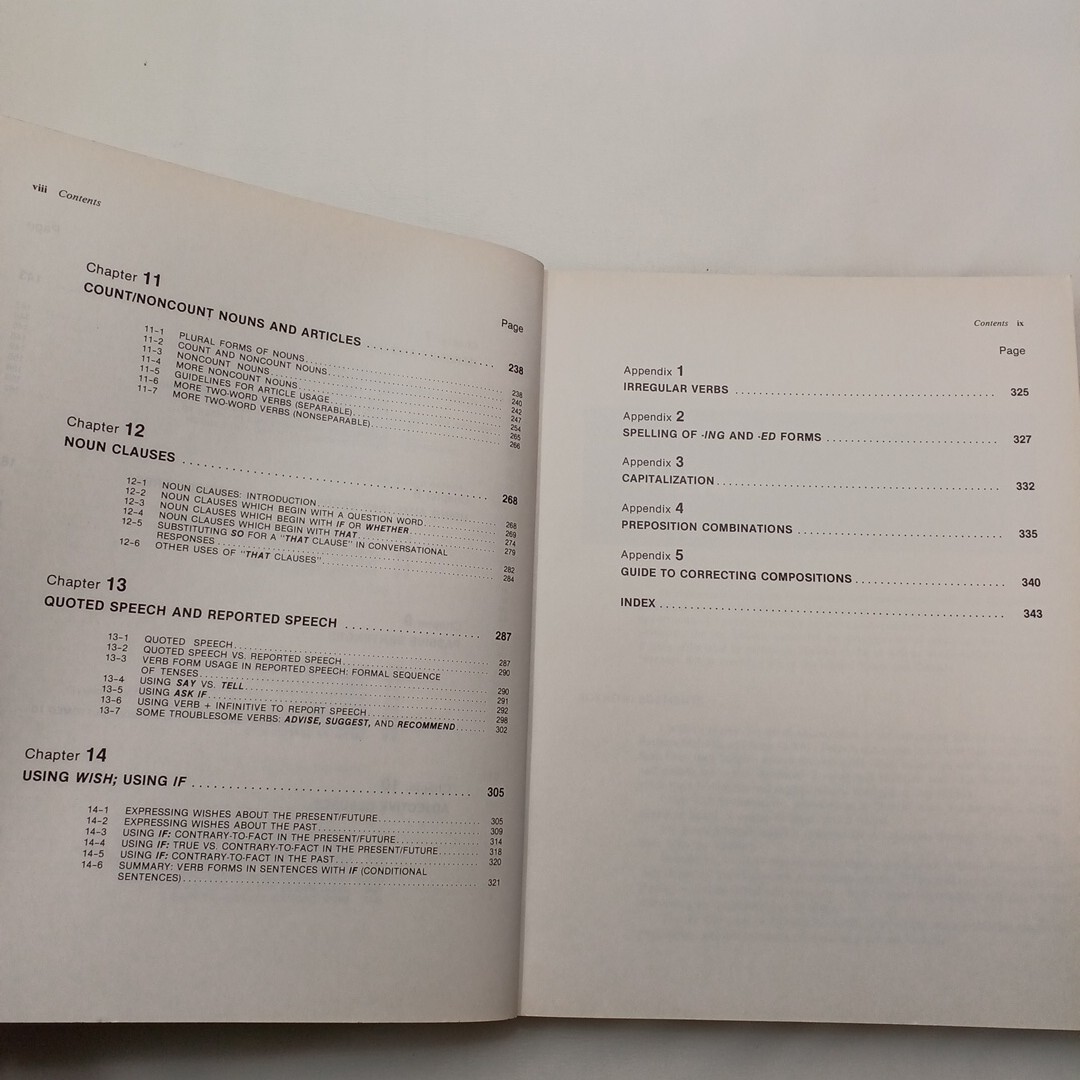 viii Contents
Page
Chapter 11
COUNT/NONCOUNT NOUNS AND ARTICLES 238
11-1 PLURAL FORMS OF NOUNS 238
11-2 COUNT AND NONCOUNT NOUNS 240
11-3 NONCOUNT NOUNS 242
11-4 MORE NONCOUNT NOUNS 247
11-5 GUIDELINES FOR ARTICLE USAGE 254
11-6 MORE TWO-WORD VERBS (SEPARABLE) 265
11-7 MORE TWO-WORD VERBS (NONSEPARABLE) 266
Chapter 12
NOUN CLAUSES 268
12-1 NOUN CLAUSES: INTRODUCTION 268
12-2 NOUN CLAUSES WHICH BEGIN WITH A QUESTION WORD 269
12-3 NOUN CLAUSES WHICH BEGIN WITH IF OR WHETHER 274
12-4 NOUN CLAUSES WHICH BEGIN WITH THAT 279
12-5 SUBSTITUTING SO FOR A "THAT CLAUSE" IN CONVERSATIONAL
RESPONSES 282
12-6 OTHER USES OF "THAT CLAUSES" 284
Chapter 13
QUOTED SPEECH AND REPORTED SPEECH 287
13-1 QUOTED SPEECH 287
13-2 QUOTED SPEECH VS. REPORTED SPEECH 290
13-3 VERB FORM USAGE IN REPORTED SPEECH: FORMAL SEQUENCE
OF TENSES 290
13-4 USING SAY VS. TELL 291
13-5 USING ASK IF 292
13-6 USING VERB + INFINITIVE TO REPORT SPEECH 298
13-7 SOME TROUBLESOME VERBS: ADVISE, SUGGEST, AND RECOMMEND 302
Chapter 14
USING WISH; USING IF 305
14-1 EXPRESSING WISHES ABOUT THE PRESENT/FUTURE 305
14-2 EXPRESSING WISHES ABOUT THE PAST 309
14-3 USING IF: CONTRARY-TO-FACT IN THE PRESENT/FUTURE 314
14-4 USING IF: TRUE VS. CONTRARY-TO-FACT IN THE PRESENT/FUTURE 318
14-5 USING IF: CONTRARY-TO-FACT IN THE PAST 320
14-6 SUMMARY: VERB FORMS IN SENTENCES WITH IF (CONDITIONAL
SENTENCES) 321
Contents ix
Page
Appendix 1
IRREGULAR VERBS 325
Appendix 2
SPELLING OF -ING AND -ED FORMS 327
Appendix 3
CAPITALIZATION 332
Appendix 4
PREPOSITION COMBINATIONS 335
Appendix 5
GUIDE TO CORRECTING COMPOSITIONS 340
INDEX 343